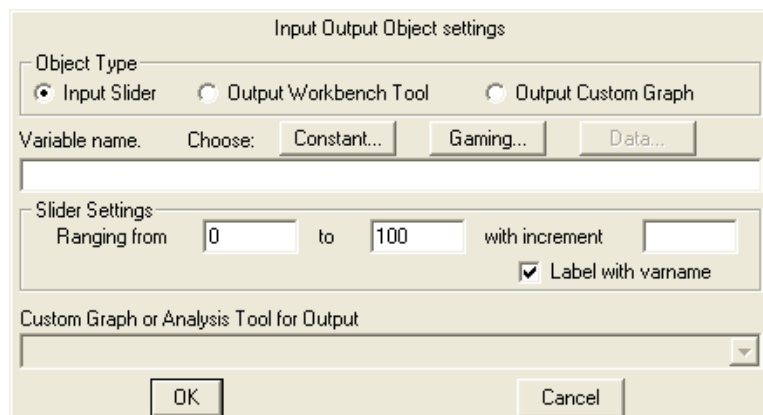 Input Output Object settings
Object Type
Input Slider Output Workbench Tool Output Custom Graph
Variable name. Choose: Constant... Gaming... Data...
Slider Settings
Ranging from 0 to 100 with increment
Label with varname
Custom Graph or Analysis Tool for Output
OK Cancel